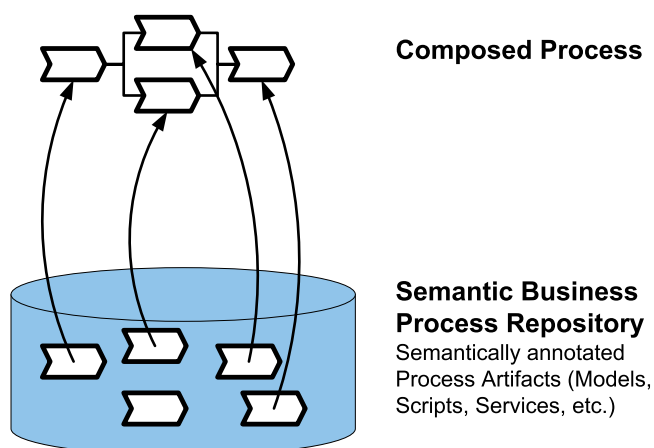 Composed Process
Semantic Business
Process Repository
Semantically annotated
Process Artifacts (Models,
Scripts, Services, etc.)